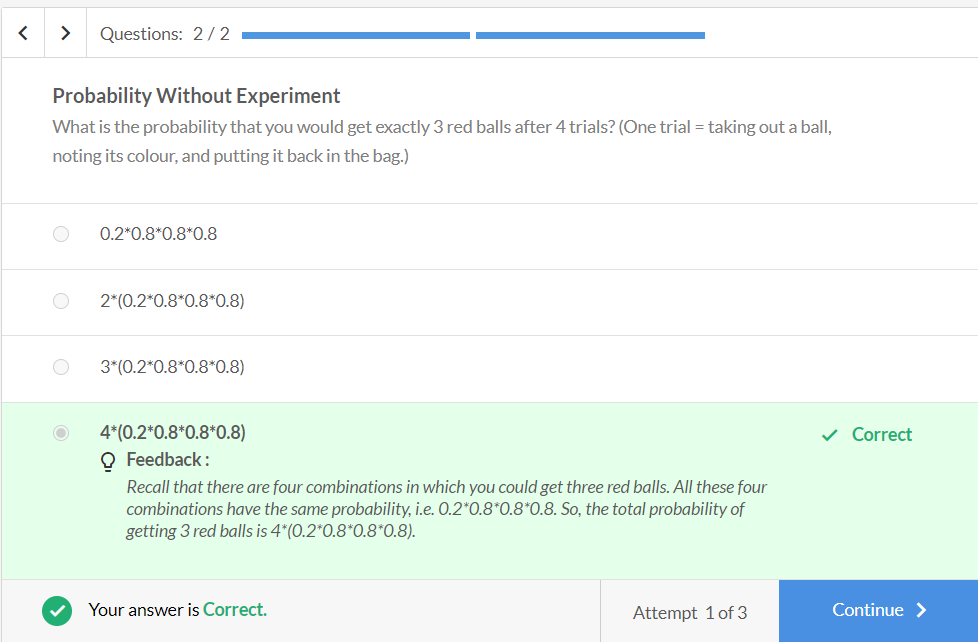 Questions: 2 / 2
Probability Without Experiment
What is the probability that you would get exactly 3 red balls after 4 trials? (One trial = taking out a ball,
noting its colour, and putting it back in the bag.)
0.2*0.8*0.8*0.8
2*(0.2*0.8*0.8*0.8)
3*(0.2*0.8*0.8*0.8)
4*(0.2*0.8*0.8*0.8)
Correct
Feedback :
Recall that there are four combinations in which you could get three red balls. All these four
combinations have the same probability, i.e. 0.2*0.8*0.8*0.8. So, the total probability of
getting 3 red balls is 4*(0.2*0.8*0.8*0.8).
Your answer is Correct.
Attempt 1 of 3
Continue